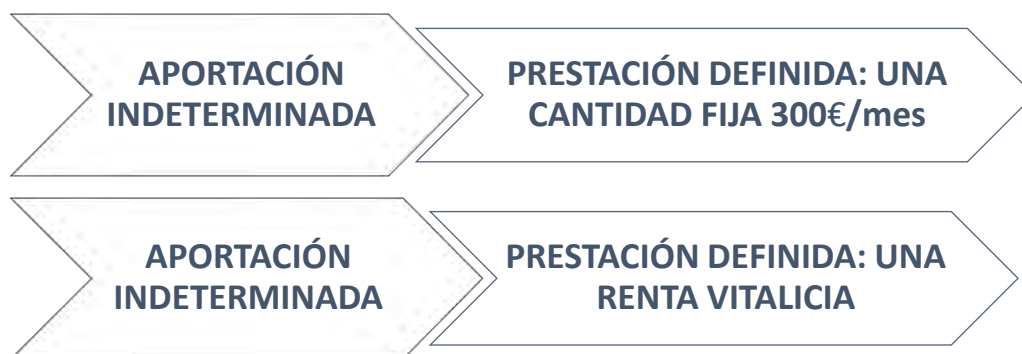 APORTACIÓN
INDETERMINADA
PRESTACIÓN DEFINIDA: UNA
CANTIDAD FIJA 300€/mes
APORTACIÓN
INDETERMINADA
PRESTACIÓN DEFINIDA: UNA
RENTA VITALICIA